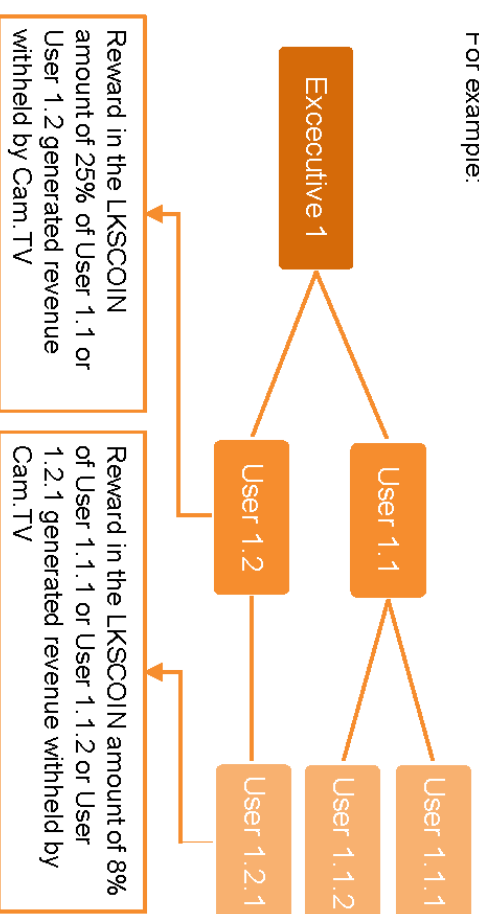 For example:
Excecutive 1
User 1.1
User 1.2
User 1.1.1
User 1.1.2
User 1.2.1
Reward in the LKSCOIN
amount of 25% of User 1.1 or
User 1.2 generated revenue
withheld by Cam.TV
Reward in the LKSCOIN amount of 8%
of User 1.1.1 or User 1.1.2 or User
1.2.1 generated revenue withheld by
Cam.TV